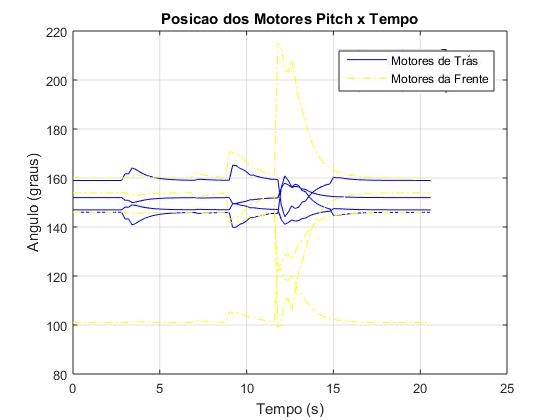 Posicao dos Motores Pitch x Tempo
220
200
180
160
140
120
100
80
Angulo (graus)
Motores de Trás
Motores da Frente
0 5 10 15 20 25
Tempo (s)